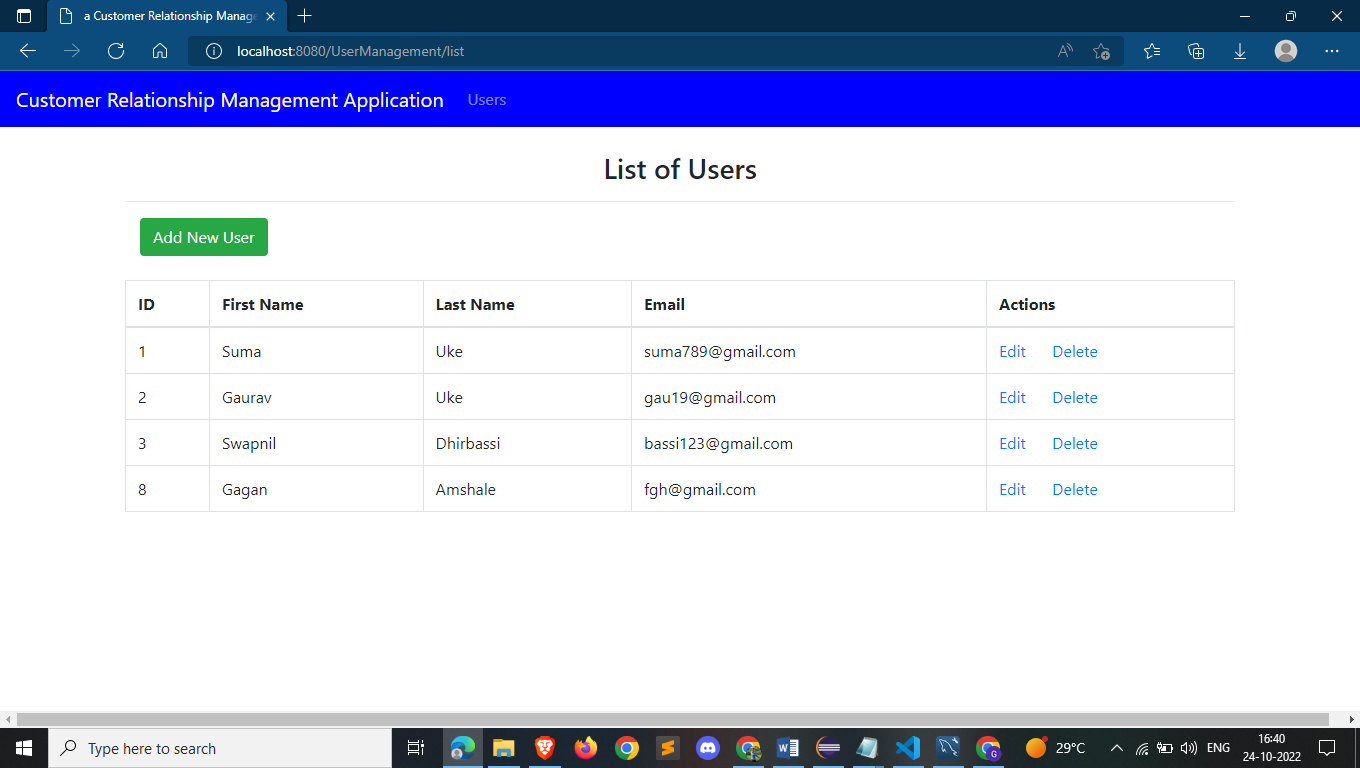 a Customer Relationship Manage
localhost:8080/UserManagement/list
Customer Relationship Management Application Users
List of Users
Add New User
ID First Name Last Name Email Actions
1 Suma Uke suma789@gmail.com Edit Delete
2 Gaurav Uke gau19@gmail.com Edit Delete
3 Swapnil Dhirbassi bassi123@gmail.com Edit Delete
8 Gagan Amshale fgh@gmail.com Edit Delete
Type here to search 29°C ENG 16:40
24-10-2022